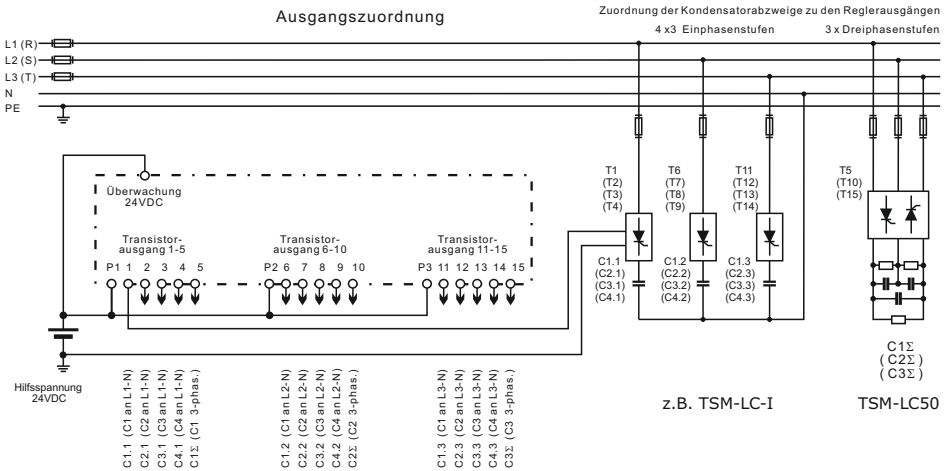 Ausgangszuordnung
Zuordnung der Kondensatorabzweige zu den Reglerausgängen
4 x3 Einphasenstufen
3 x Dreiphasenstufen
L1 (R)
L2 (S)
L3 (T)
N
PE
Überwachung
24VDC
Transistor-
ausgang 1-5
Transistor-
ausgang 6-10
Transistor-
ausgang 11-15
P1 1 2 3 4 5
P2 6 7 8 9 10
P3 11 12 13 14 15
T1
(T2)
(T3)
(T4)
T6
(T7)
(T8)
(T9)
T11
(T12)
(T13)
(T14)
T5
(T10)
(T15)
C1.1
(C2.1)
(C3.1)
(C4.1)
C1.2
(C2.2)
(C3.2)
(C4.2)
C1.3
(C2.3)
(C3.3)
(C4.3)
C1Σ
(C2Σ)
(C3Σ)
Hilfsspannung
24VDC
C1.1 (C1 an L1-N)
C2.1 (C2 an L1-N)
C3.1 (C3 an L1-N)
C4.1 (C4 an L1-N)
C1Σ (C1 3-phas.)
C1.2 (C1 an L2-N)
C2.2 (C2 an L2-N)
C3.2 (C3 an L2-N)
C4.2 (C4 an L2-N)
C2Σ (C2 3-phas.)
C1.3 (C1 an L3-N)
C2.3 (C2 an L3-N)
C3.3 (C3 an L3-N)
C4.3 (C4 an L3-N)
C3Σ (C3 3-phas.)
z.B. TSM-LC-I
TSM-LC50